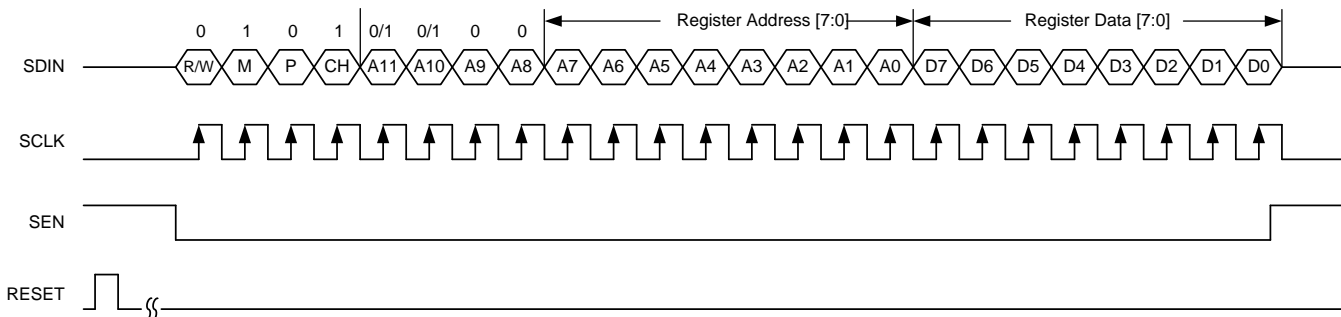 0 1 0 1 0/1 0/1 0 0 Register Address [7:0] Register Data [7:0]
SDIN R/W M P CH A11 A10 A9 A8 A7 A6 A5 A4 A3 A2 A1 A0 D7 D6 D5 D4 D3 D2 D1 D0
SCLK
SEN
RESET